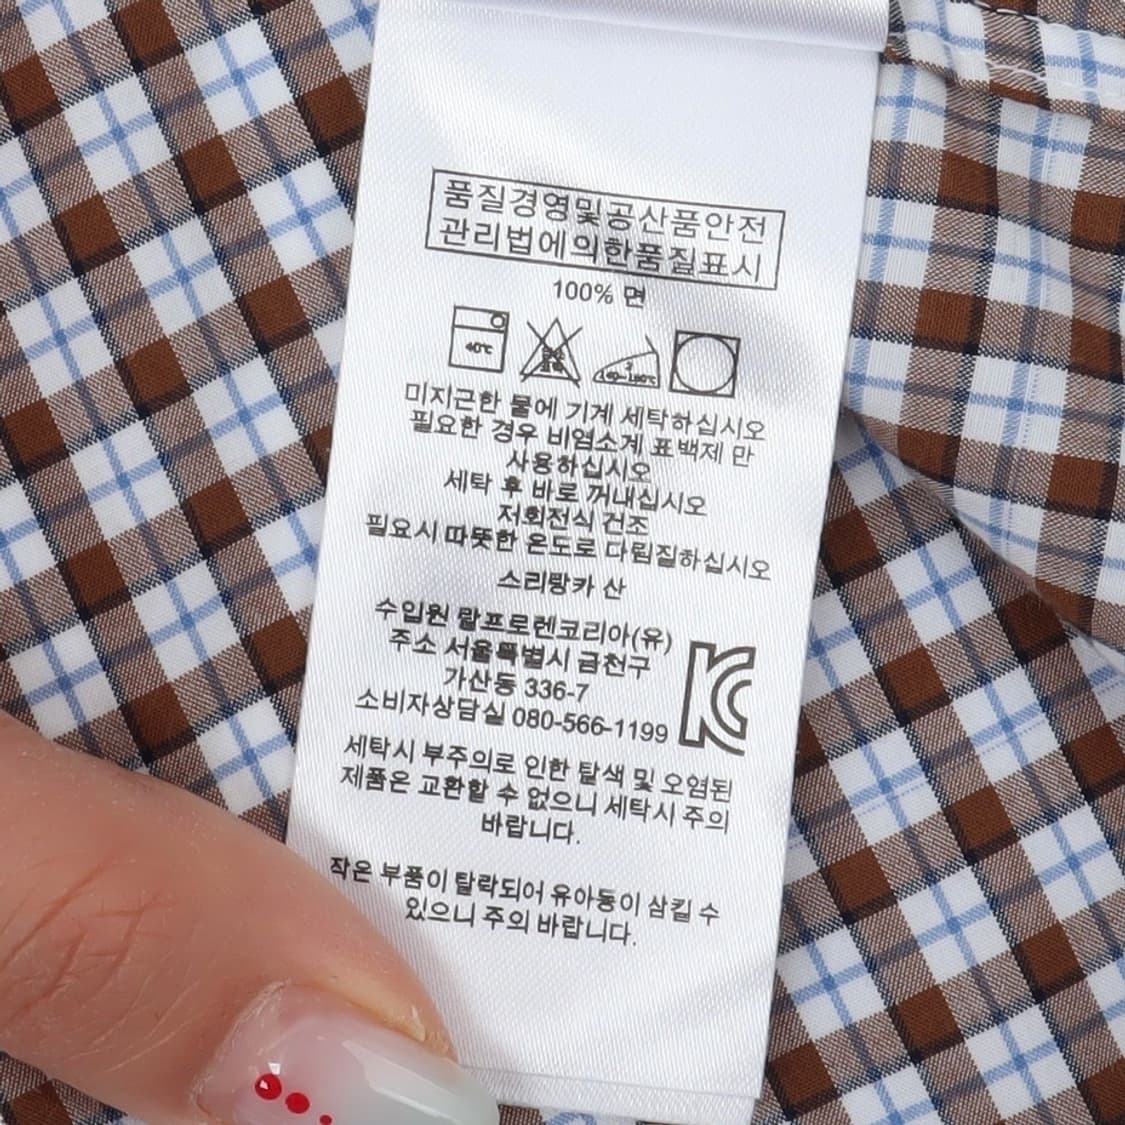 품질경영및공산품안전
관리법에의한품질표시
100% 면
40℃
미지근한 물에 기계 세탁하십시오
필요한 경우 비염소계 표백제 만
사용하십시오
세탁 후 바로 꺼내십시오
저회전식 건조
필요시 따뜻한 온도로 다림질하십시오
스리랑카 산
수입원 랄프로렌코리아(유)
주소 서울특별시 금천구
가산동 336-7
소비자상담실 080-566-1199
세탁시 부주의로 인한 탈색 및 오염된
제품은 교환할 수 없으니 세탁시 주의
바랍니다.
작은 부품이 탈락되어 유아동이 삼킬 수
있으니 주의 바랍니다.